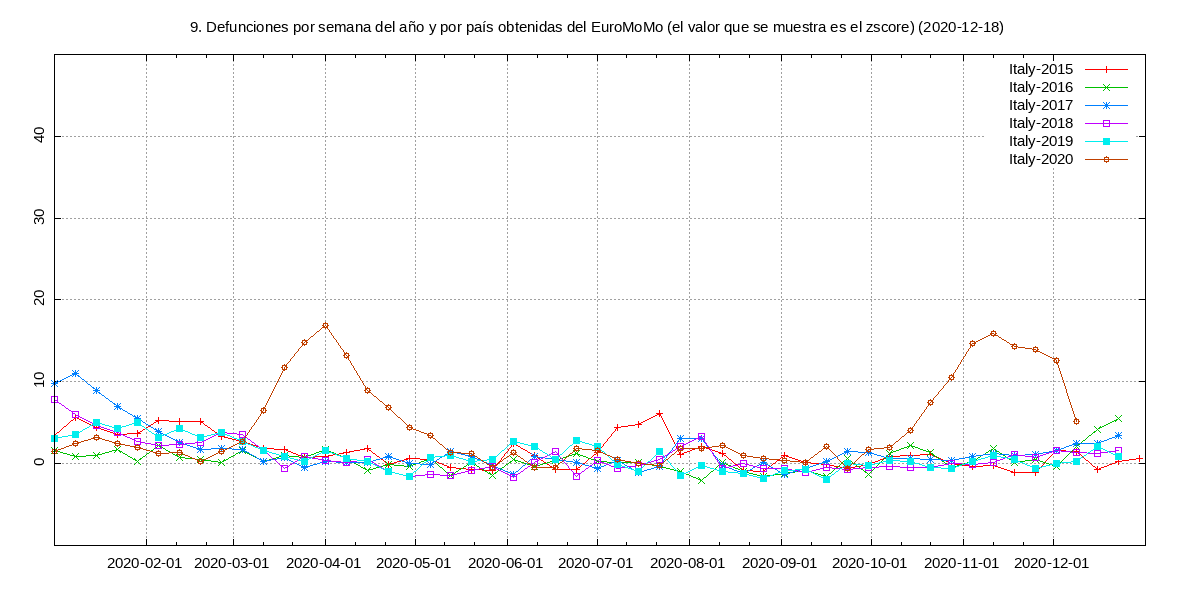 9. Defunciones por semana del año y por país obtenidas del EuroMoMo (el valor que se muestra es el zscore) (2020-12-18)
Italy-2015
Italy-2016
Italy-2017
Italy-2018
Italy-2019
Italy-2020
40
30
20
10
0
2020-02-01 2020-03-01 2020-04-01 2020-05-01 2020-06-01 2020-07-01 2020-08-01 2020-09-01 2020-10-01 2020-11-01 2020-12-01